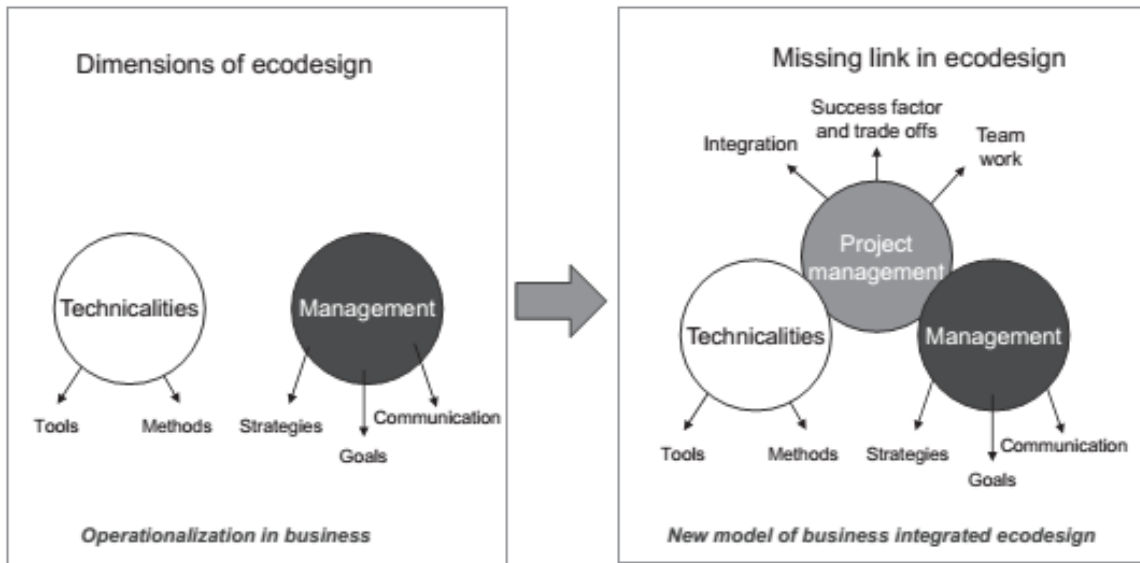 Dimensions of ecodesign
Technicalities
Management
Tools
Methods
Strategies
Goals
Communication
Operationalization in business
Missing link in ecodesign
Success factor
and trade offs
Integration
Team
work
Project
management
Technicalities
Management
Tools
Methods
Strategies
Goals
Communication
New model of business integrated ecodesign